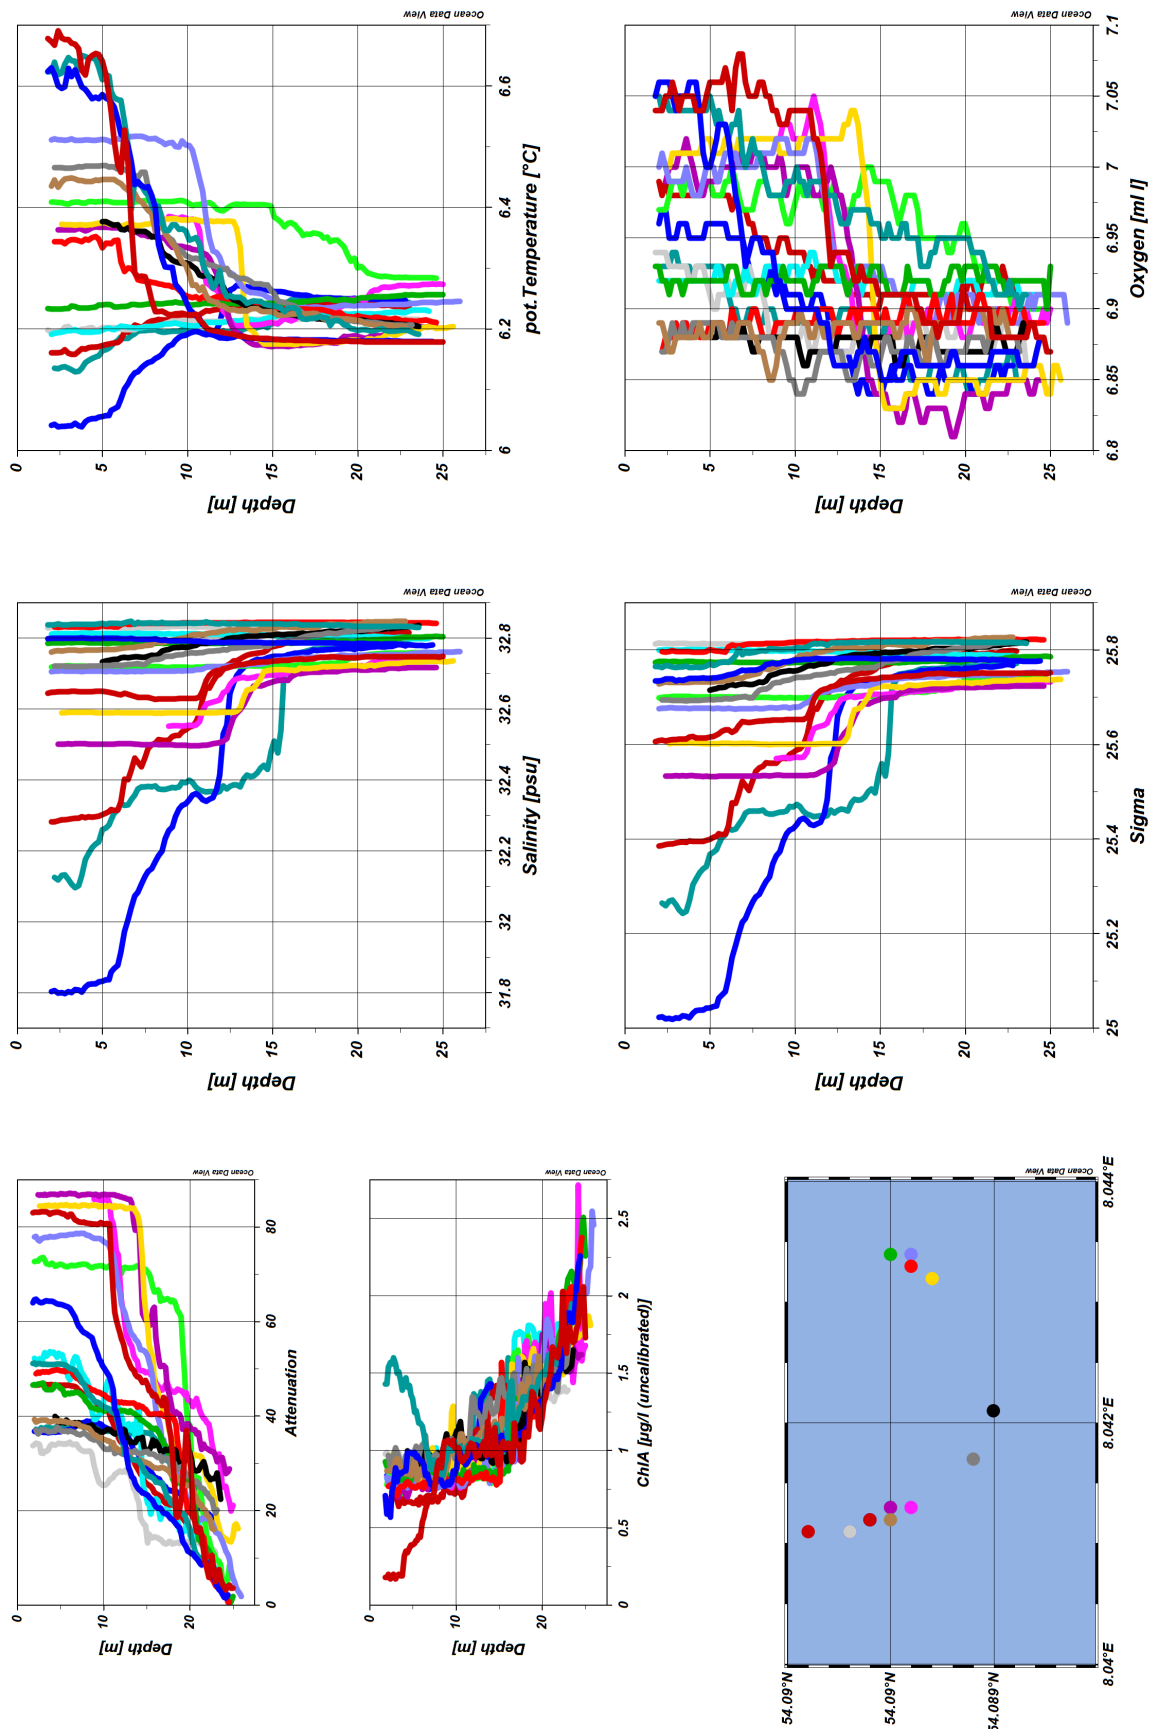 Ocean Data View
0
5
10
15
20
25
Depth [m]
6
6.2
6.4
6.6
pot.Temperature [°C]
Ocean Data View
0
5
10
15
20
25
Depth [m]
6.8
6.85
6.9
6.95
7
7.05
7.1
Oxygen [ml l]
Ocean Data View
0
5
10
15
20
25
Depth [m]
31.8
32
32.2
32.4
32.6
32.8
Salinity [psu]
Ocean Data View
0
5
10
15
20
25
Depth [m]
25
25.2
25.4
25.6
25.8
Sigma
Ocean Data View
0
10
20
Depth [m]
0
20
40
60
80
Attenuation
Ocean Data View
0
10
20
Depth [m]
0
0.5
1
1.5
2
2.5
ChlA [µg/l (uncalibrated)]
Ocean Data View
54.09°N
54.09°N
54.089°N
8.04°E
8.042°E
8.044°E